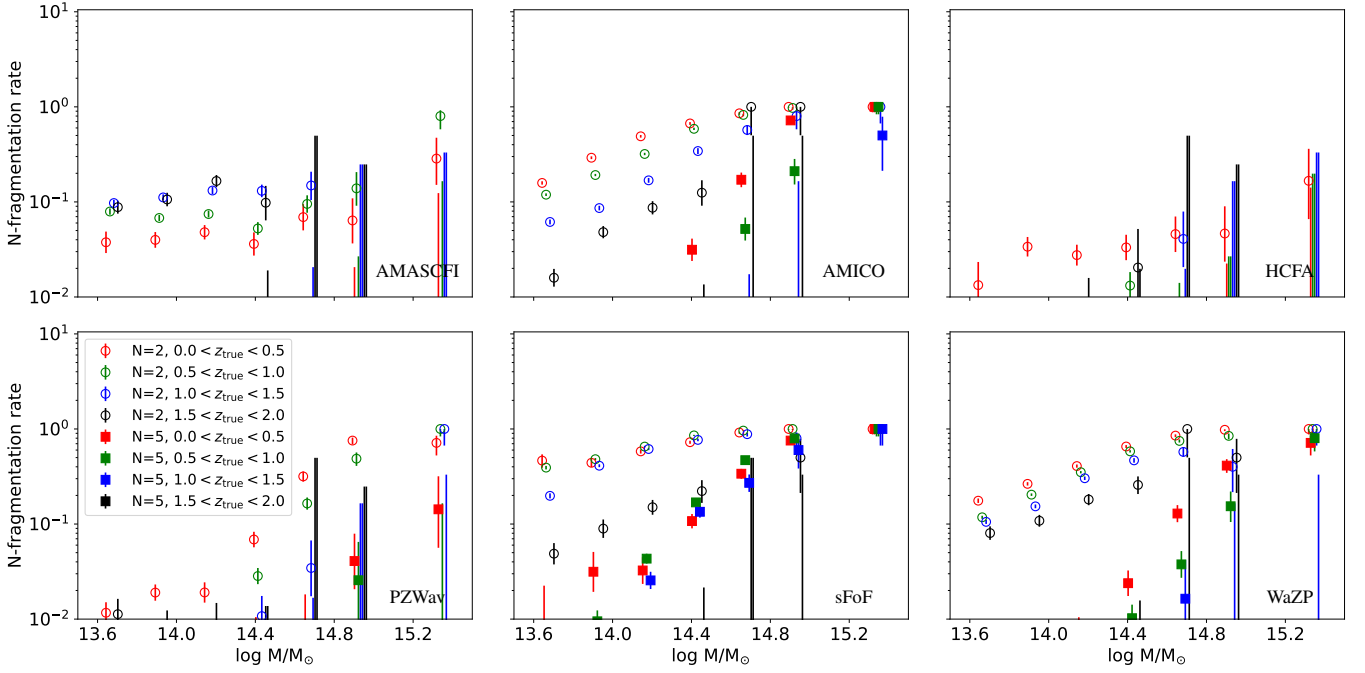 N-fragmentation rate
10¹
10⁰
10⁻¹
10⁻²
AMASCFI
AMICO
HCFA
N-fragmentation rate
10¹
10⁰
10⁻¹
10⁻²
N=2, 0.0 < z_true < 0.5
N=2, 0.5 < z_true < 1.0
N=2, 1.0 < z_true < 1.5
N=2, 1.5 < z_true < 2.0
N=5, 0.0 < z_true < 0.5
N=5, 0.5 < z_true < 1.0
N=5, 1.0 < z_true < 1.5
N=5, 1.5 < z_true < 2.0
PZWav
sFoF
WaZP
13.6 14.0 14.4 14.8 15.2
13.6 14.0 14.4 14.8 15.2
13.6 14.0 14.4 14.8 15.2
log M/M⊙
log M/M⊙
log M/M⊙